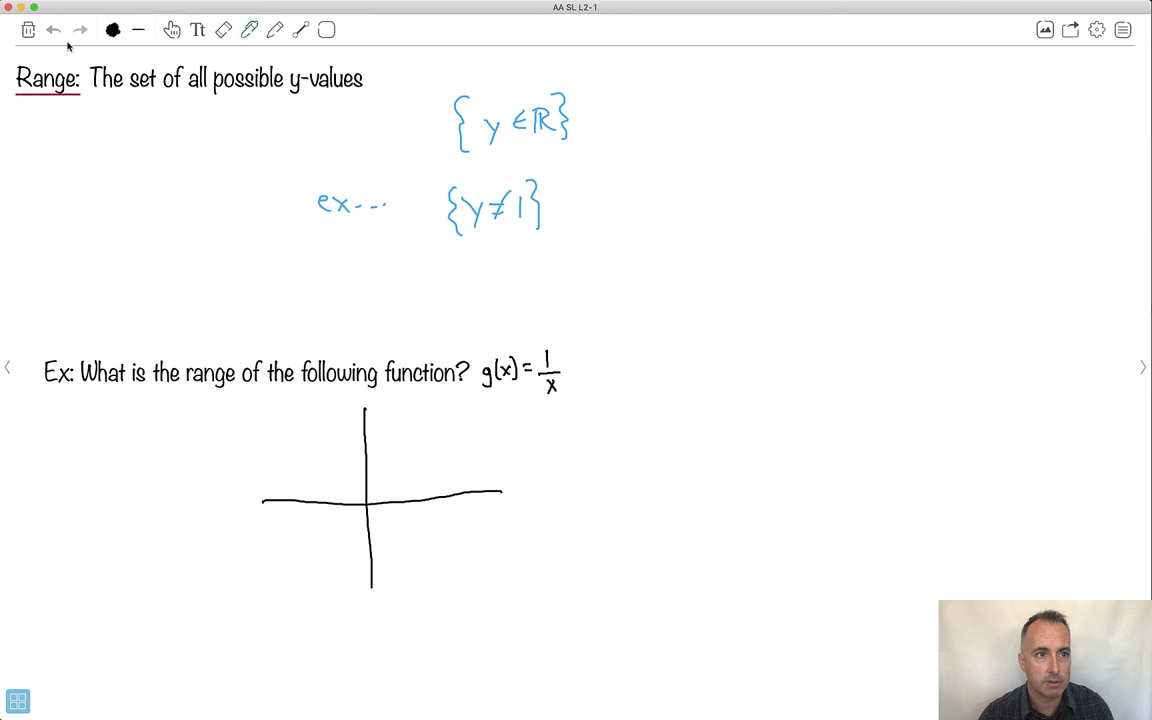 AA SL L2-1
Tt
Range: The set of all possible y-values
{ y ∈ ℝ }
ex... { y ≠ 1 }
Ex: What is the range of the following function? g(x) = 1/x